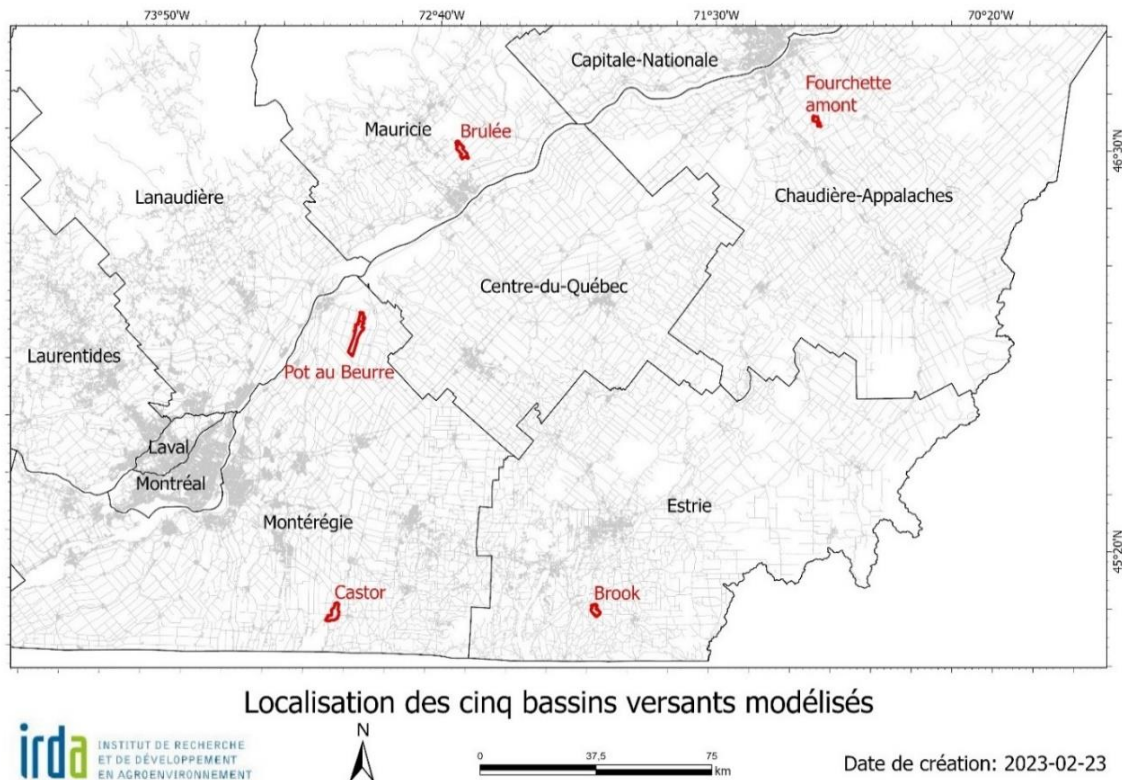 73°50'W 72°40'W 71°30'W 70°20'W
Capitale-Nationale
Fourchette
amont
Mauricie
Brulée
46°30'N
Lanaudière
Chaudière-Appalaches
Centre-du-Québec
Laurentides
Pot au Beurre
Laval
Montréal
Estrie
Montérégie
45°20'N
Castor
Brook
Localisation des cinq bassins versants modélisés
irda
INSTITUT DE RECHERCHE
ET DE DÉVELOPPEMENT
EN AGROENVIRONNEMENT
N
0 37,5 75
km
Date de création: 2023-02-23